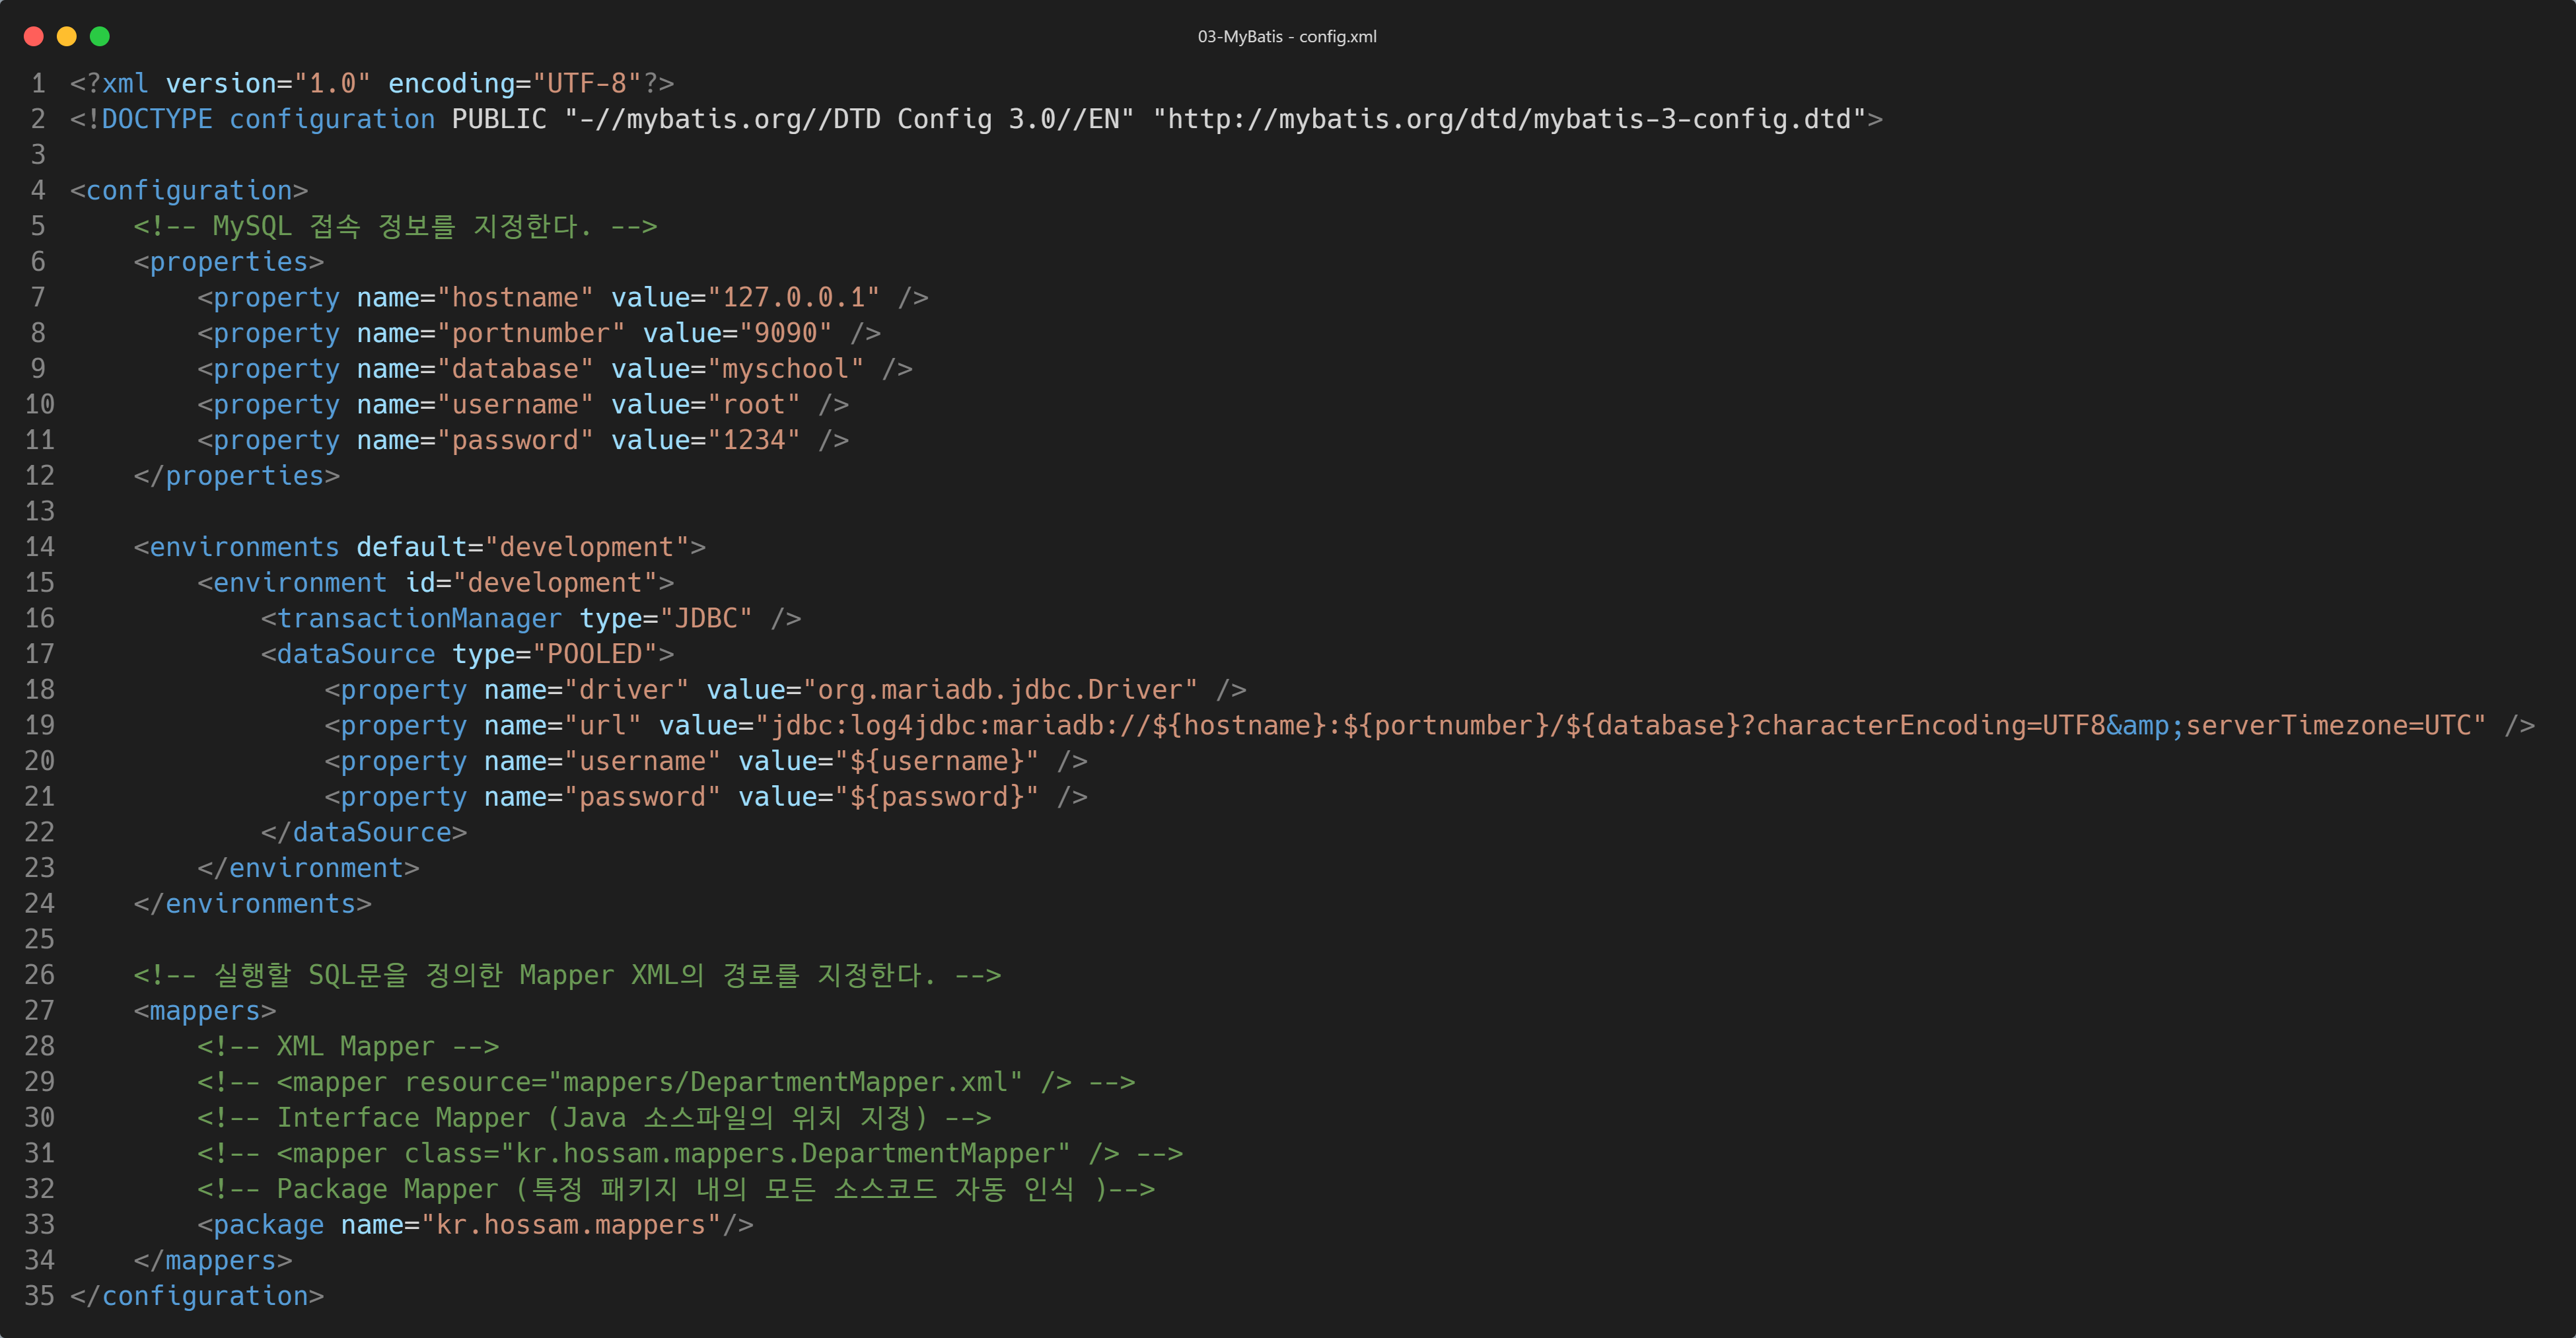 03-MyBatis - config.xml
1 <?xml version="1.0" encoding="UTF-8"?>
2 <!DOCTYPE configuration PUBLIC "-//mybatis.org//DTD Config 3.0//EN" "http://mybatis.org/dtd/mybatis-3-config.dtd">
3
4 <configuration>
5     <!-- MySQL 접속 정보를 지정한다. -->
6     <properties>
7         <property name="hostname" value="127.0.0.1" />
8         <property name="portnumber" value="9090" />
9         <property name="database" value="myschool" />
10         <property name="username" value="root" />
11         <property name="password" value="1234" />
12     </properties>
13
14     <environments default="development">
15         <environment id="development">
16             <transactionManager type="JDBC" />
17             <dataSource type="POOLED">
18                 <property name="driver" value="org.mariadb.jdbc.Driver" />
19                 <property name="url" value="jdbc:log4jdbc:mariadb://${hostname}:${portnumber}/${database}?characterEncoding=UTF8&amp;serverTimezone=UTC" />
20                 <property name="username" value="${username}" />
21                 <property name="password" value="${password}" />
22             </dataSource>
23         </environment>
24     </environments>
25
26     <!-- 실행할 SQL문을 정의한 Mapper XML의 경로를 지정한다. -->
27     <mappers>
28         <!-- XML Mapper -->
29         <!-- <mapper resource="mappers/DepartmentMapper.xml" /> -->
30         <!-- Interface Mapper (Java 소스파일의 위치 지정) -->
31         <!-- <mapper class="kr.hossam.mappers.DepartmentMapper" /> -->
32         <!-- Package Mapper (특정 패키지 내의 모든 소스코드 자동 인식 )-->
33         <package name="kr.hossam.mappers"/>
34     </mappers>
35 </configuration>